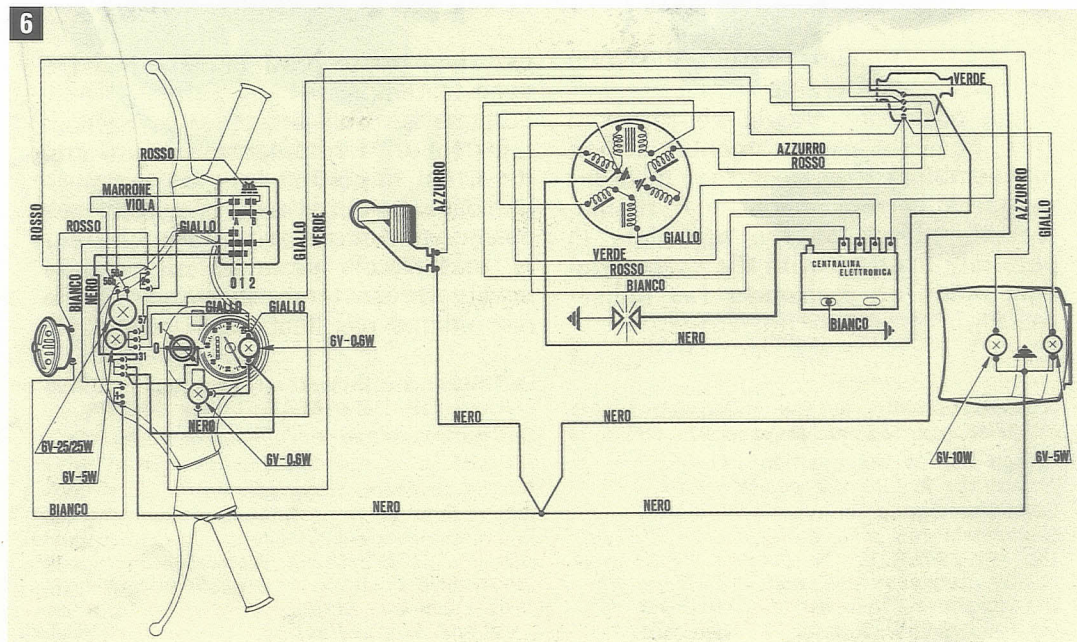 6
VERDE
ROSSO
AZZURRO
ROSSO
MARRONE
VIOLA
ROSSO
ROSSO
GIALLO
A B
0 1 2
GIALLO
VERDE
AZZURRO
GIALLO
AZZURRO
GIALLO
VERDE
ROSSO
BIANCO
CENTRALINA
ELETTRONICA
BIANCO
BIANCO
NERO
GIALLO
GIALLO
57
31
1
0
6V-0.6W
NERO
NERO
6V-0.6W
NERO
NERO
6V-25/25W
6V-5W
6V-10W
6V-5W
BIANCO
NERO
NERO